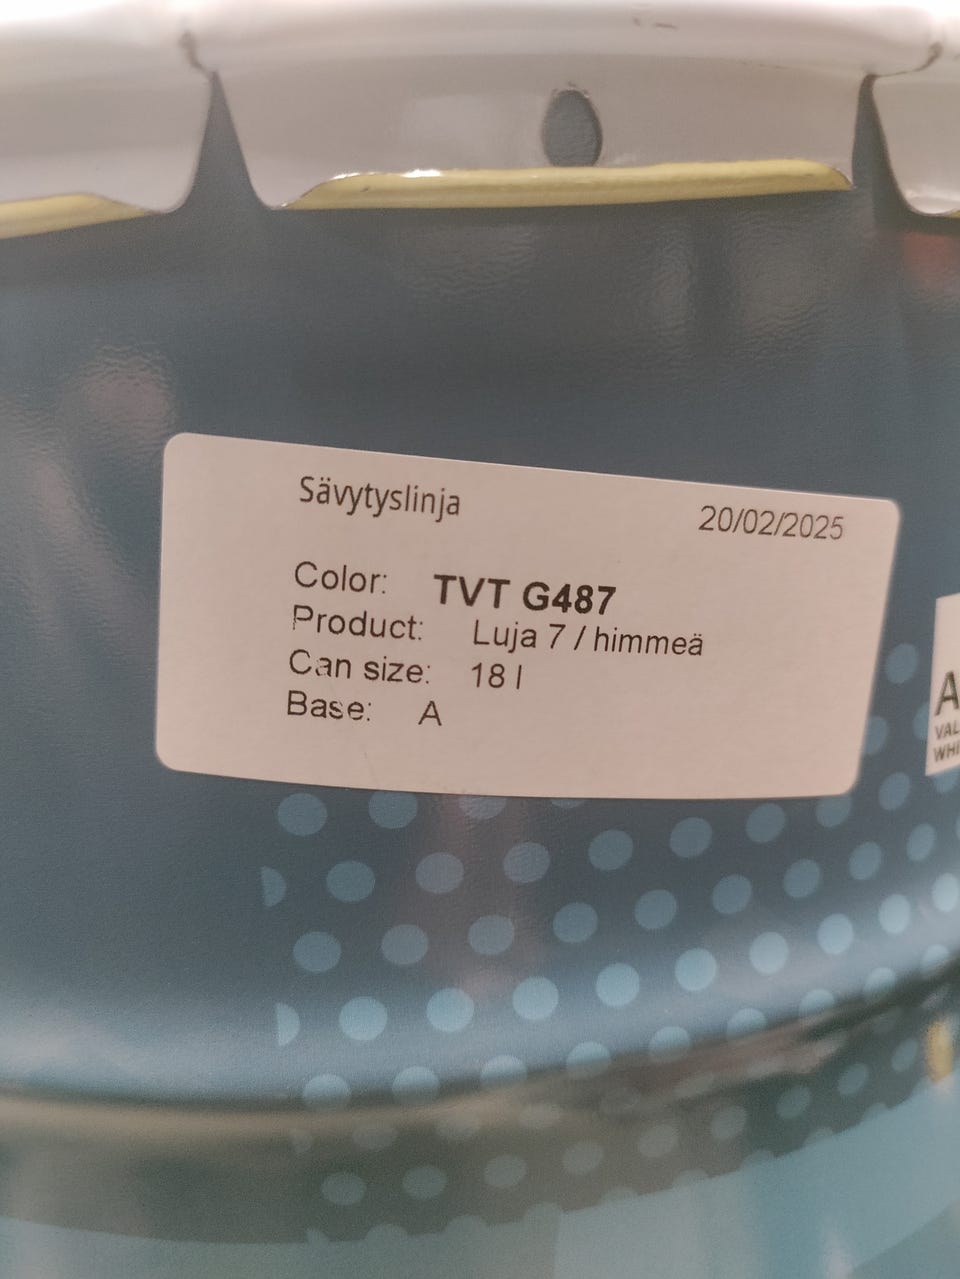 Sävytyslinja 20/02/2025
Color: TVT G487
Product: Luja 7 / himmeä
Can size: 18 l
Base: A
A